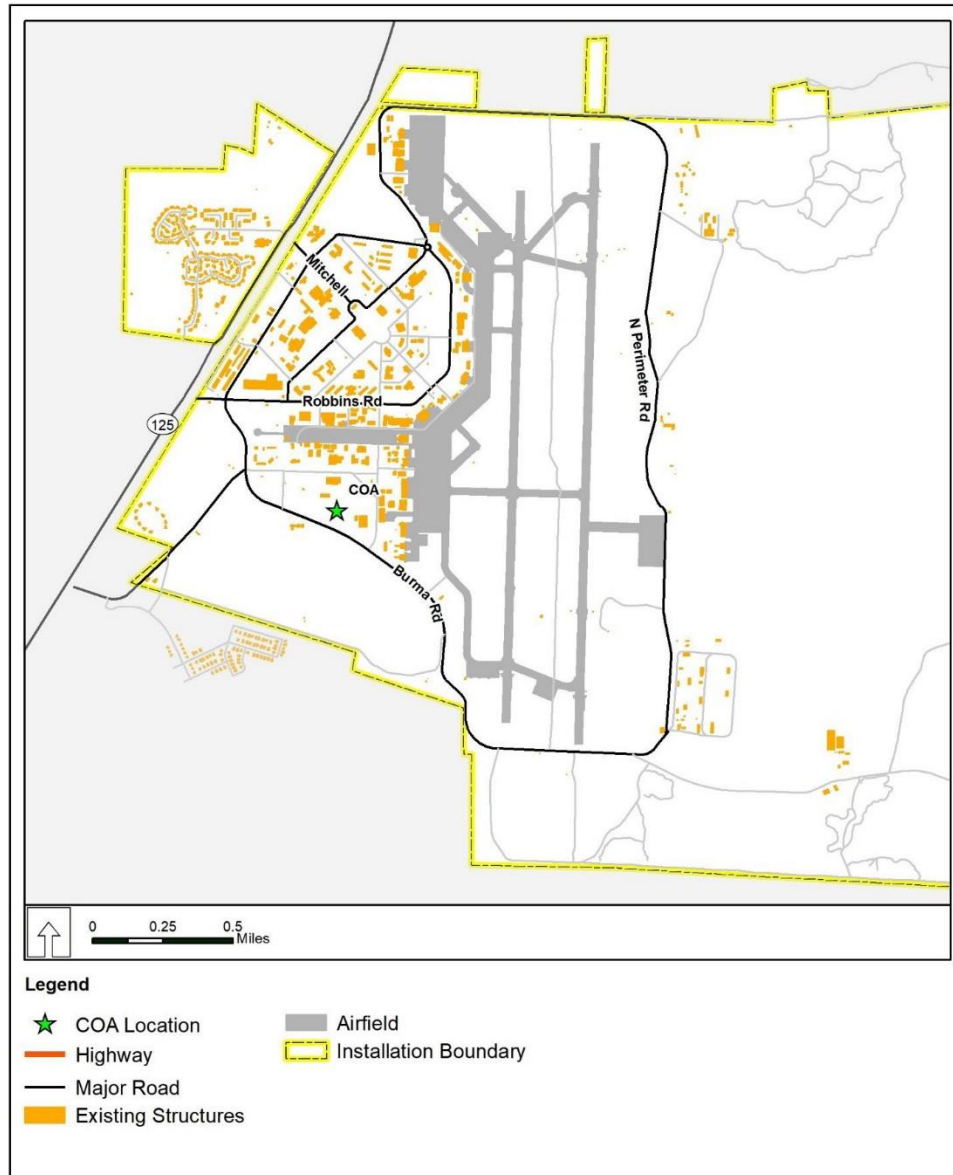 Mitchell
N Perimeter Rd
Robbins Rd
125
COA
Burma Rd
0 0.25 0.5
Miles
Legend
COA Location
Highway
Major Road
Existing Structures
Airfield
Installation Boundary